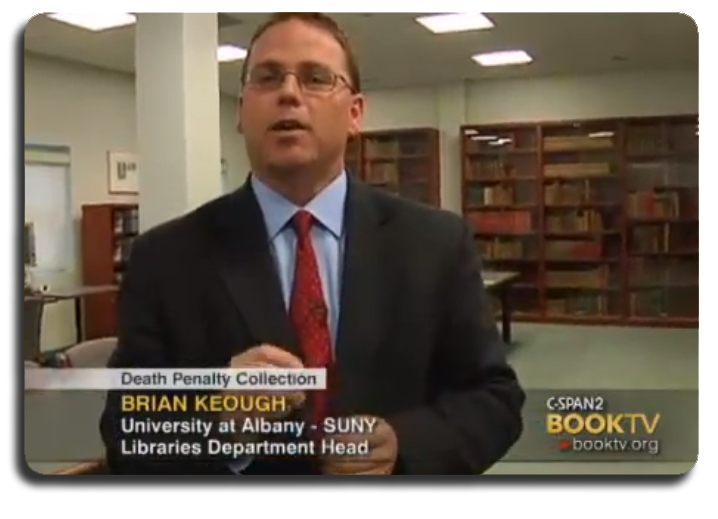 Death Penalty Collection
BRIAN KEOUGH
University at Albany - SUNY
Libraries Department Head
C-SPAN2
BOOKTV
booktv.org